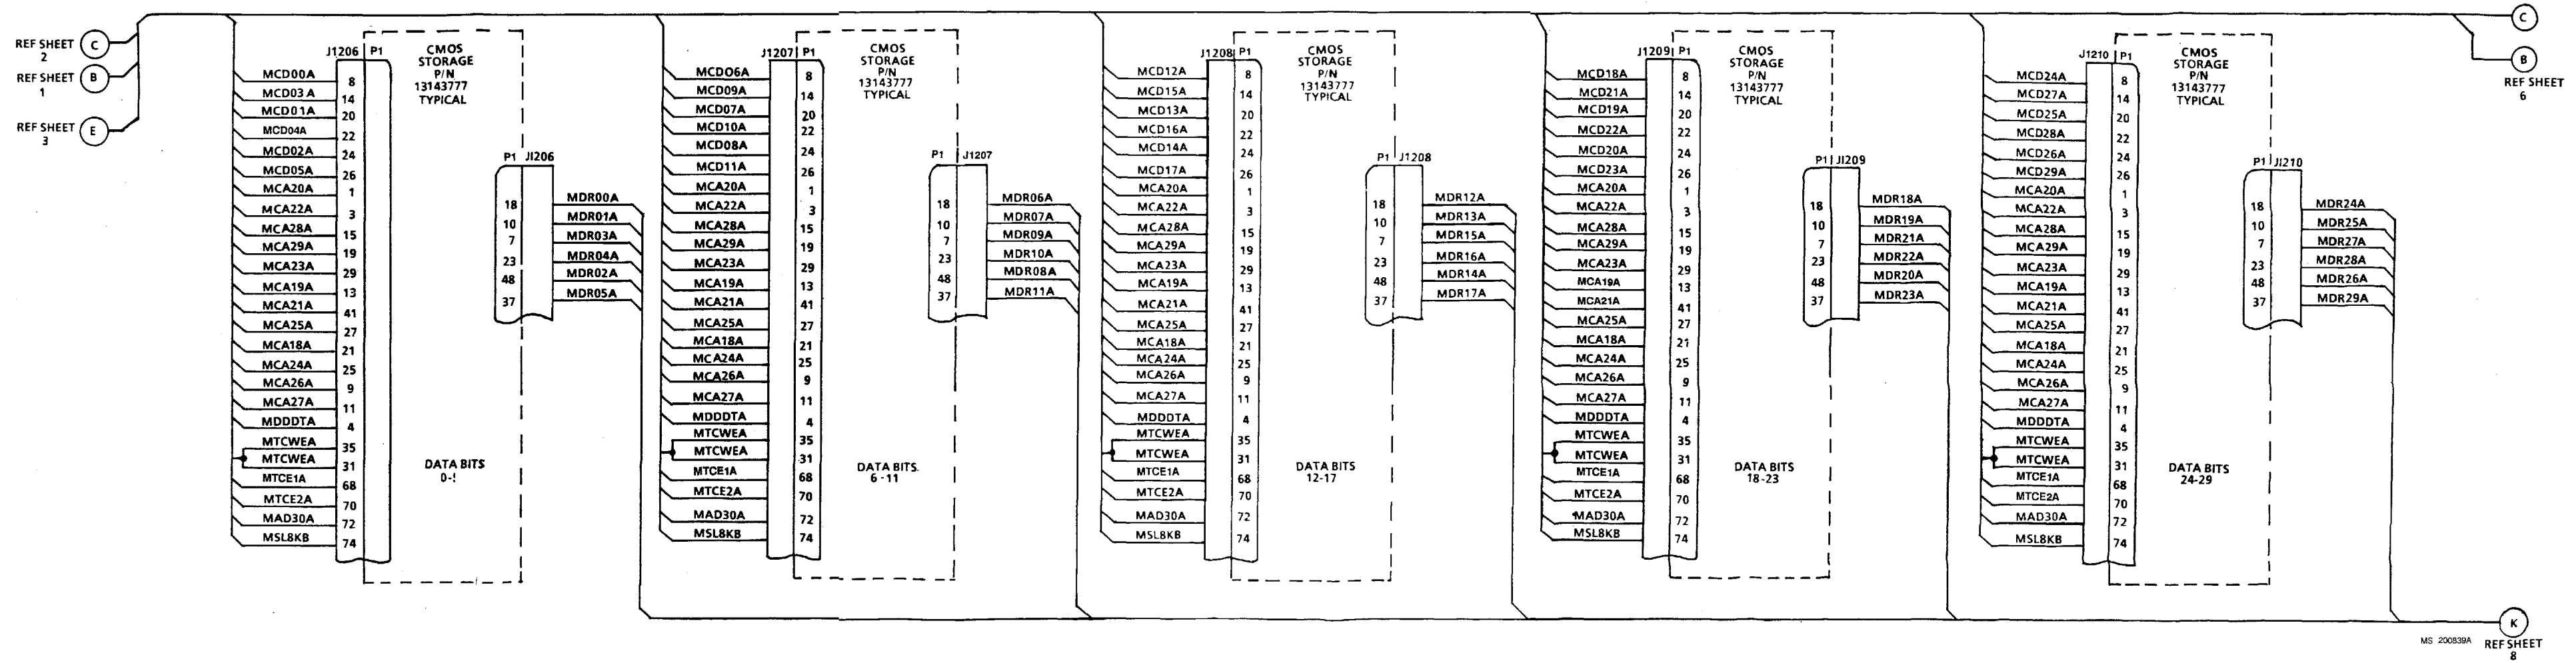 REF SHEET
2
C
B
REF SHEET
1
REF SHEET
3
E
J1206 P1
CMOS
STORAGE
P/N
13143777
TYPICAL
MCD00A 8
MCD03A 14
MCD01A 20
MCD04A 22
MCD02A 24
MCD05A 26
MCA20A 1
MCA22A 3
MCA28A 15
MCA29A 19
MCA23A 29
MCA19A 13
MCA21A 41
MCA25A 27
MCA18A 21
MCA24A 25
MCA26A 9
MCA27A 11
MDDDTA 4
MTCWEA 35
MTCWEA 31
MTCE1A 68
MTCE2A 70
MAD30A 72
MSL8KB 74
DATA BITS
P1 J1206
18 MDR00A
10 MDR01A
7 MDR03A
23 MDR04A
48 MDR02A
37 MDR05A
J1207 P1
CMOS
STORAGE
P/N
13143777
TYPICAL
MCDO6A 8
MCD09A 14
MCD07A 20
MCD10A 22
MCD08A 24
MCD11A 26
MCA20A 1
MCA22A 3
MCA28A 15
MCA29A 19
MCA23A 29
MCA19A 13
MCA21A 41
MCA25A 27
MCA18A 21
MCA24A 25
MCA26A 9
MCA27A 11
MDDDTA 4
MTCWEA 35
MTCWEA 31
MTCE1A 68
MTCE2A 70
MAD30A 72
MSL8KB 74
DATA BITS.
6 -11
P1 J1207
18 MDR06A
10 MDR07A
7 MDR09A
23 MDR10A
48 MDR08A
37 MDR11A
J1208 P1
CMOS
STORAGE
P/N
13143777
TYPICAL
MCD12A 8
MCD15A 14
MCD13A 20
MCD16A 22
MCD14A 24
MCD17A 26
MCA20A 1
MCA22A 3
MCA28A 15
MCA29A 19
MCA23A 29
MCA19A 13
MCA21A 41
MCA25A 27
MCA18A 21
MCA24A 25
MCA26A 9
MCA27A 11
MDDDTA 4
MTCWEA 35
MTCWEA 31
MTCE1A 68
MTCE2A 70
MAD30A 72
MSL8KB 74
DATA BITS
12-17
P1 J1208
18 MDR12A
10 MDR13A
7 MDR15A
23 MDR16A
48 MDR14A
37 MDR17A
J1209 P1
CMOS
STORAGE
P/N
13143777
TYPICAL
MCD18A 8
MCD21A 14
MCD19A 20
MCD22A 22
MCD20A 24
MCD23A 26
MCA20A 1
MCA22A 3
MCA28A 15
MCA29A 19
MCA23A 29
MCA19A 13
MCA21A 41
MCA25A 27
MCA18A 21
MCA24A 25
MCA26A 9
MCA27A 11
MDDDTA 4
MTCWEA 35
MTCWEA 31
MTCE1A 68
MTCE2A 70
MAD30A 72
MSL8KB 74
DATA BITS
18-23
P1 J1209
18 MDR18A
10 MDR19A
7 MDR21A
23 MDR22A
48 MDR20A
37 MDR23A
J1210 P1
CMOS
STORAGE
P/N
13143777
TYPICAL
MCD24A 8
MCD27A 14
MCD25A 20
MCD28A 22
MCD26A 24
MCD29A 26
MCA20A 1
MCA22A 3
MCA28A 15
MCA29A 19
MCA23A 29
MCA19A 13
MCA21A 41
MCA25A 27
MCA18A 21
MCA24A 25
MCA26A 9
MCA27A 11
MDDDTA 4
MTCWEA 35
MTCWEA 31
MTCE1A 68
MTCE2A 70
MAD30A 72
MSL8KB 74
DATA BITS
24-29
P1 J1210
18 MDR24A
10 MDR25A
7 MDR27A
23 MDR28A
48 MDR26A
37 MDR29A
C
B
REF SHEET
6
K
MS 200839A
REF SHEET
8